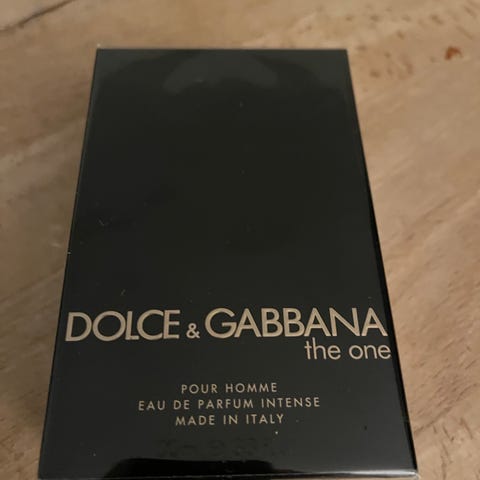 DOLCE & GABBANA
the one
POUR HOMME
EAU DE PARFUM INTENSE
MADE IN ITALY